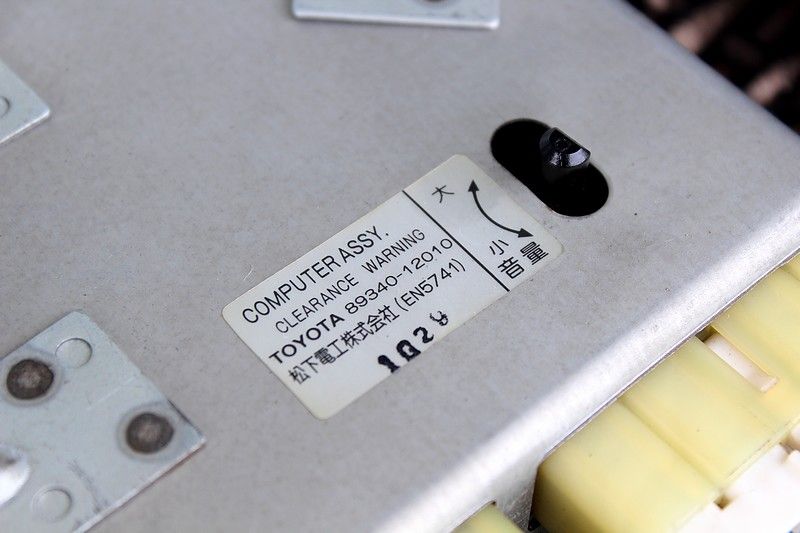 COMPUTER ASSY.
CLEARANCE WARNING
TOYOTA 89340-12010
松下電工株式会社(EN5741)
1029
大
小
音量